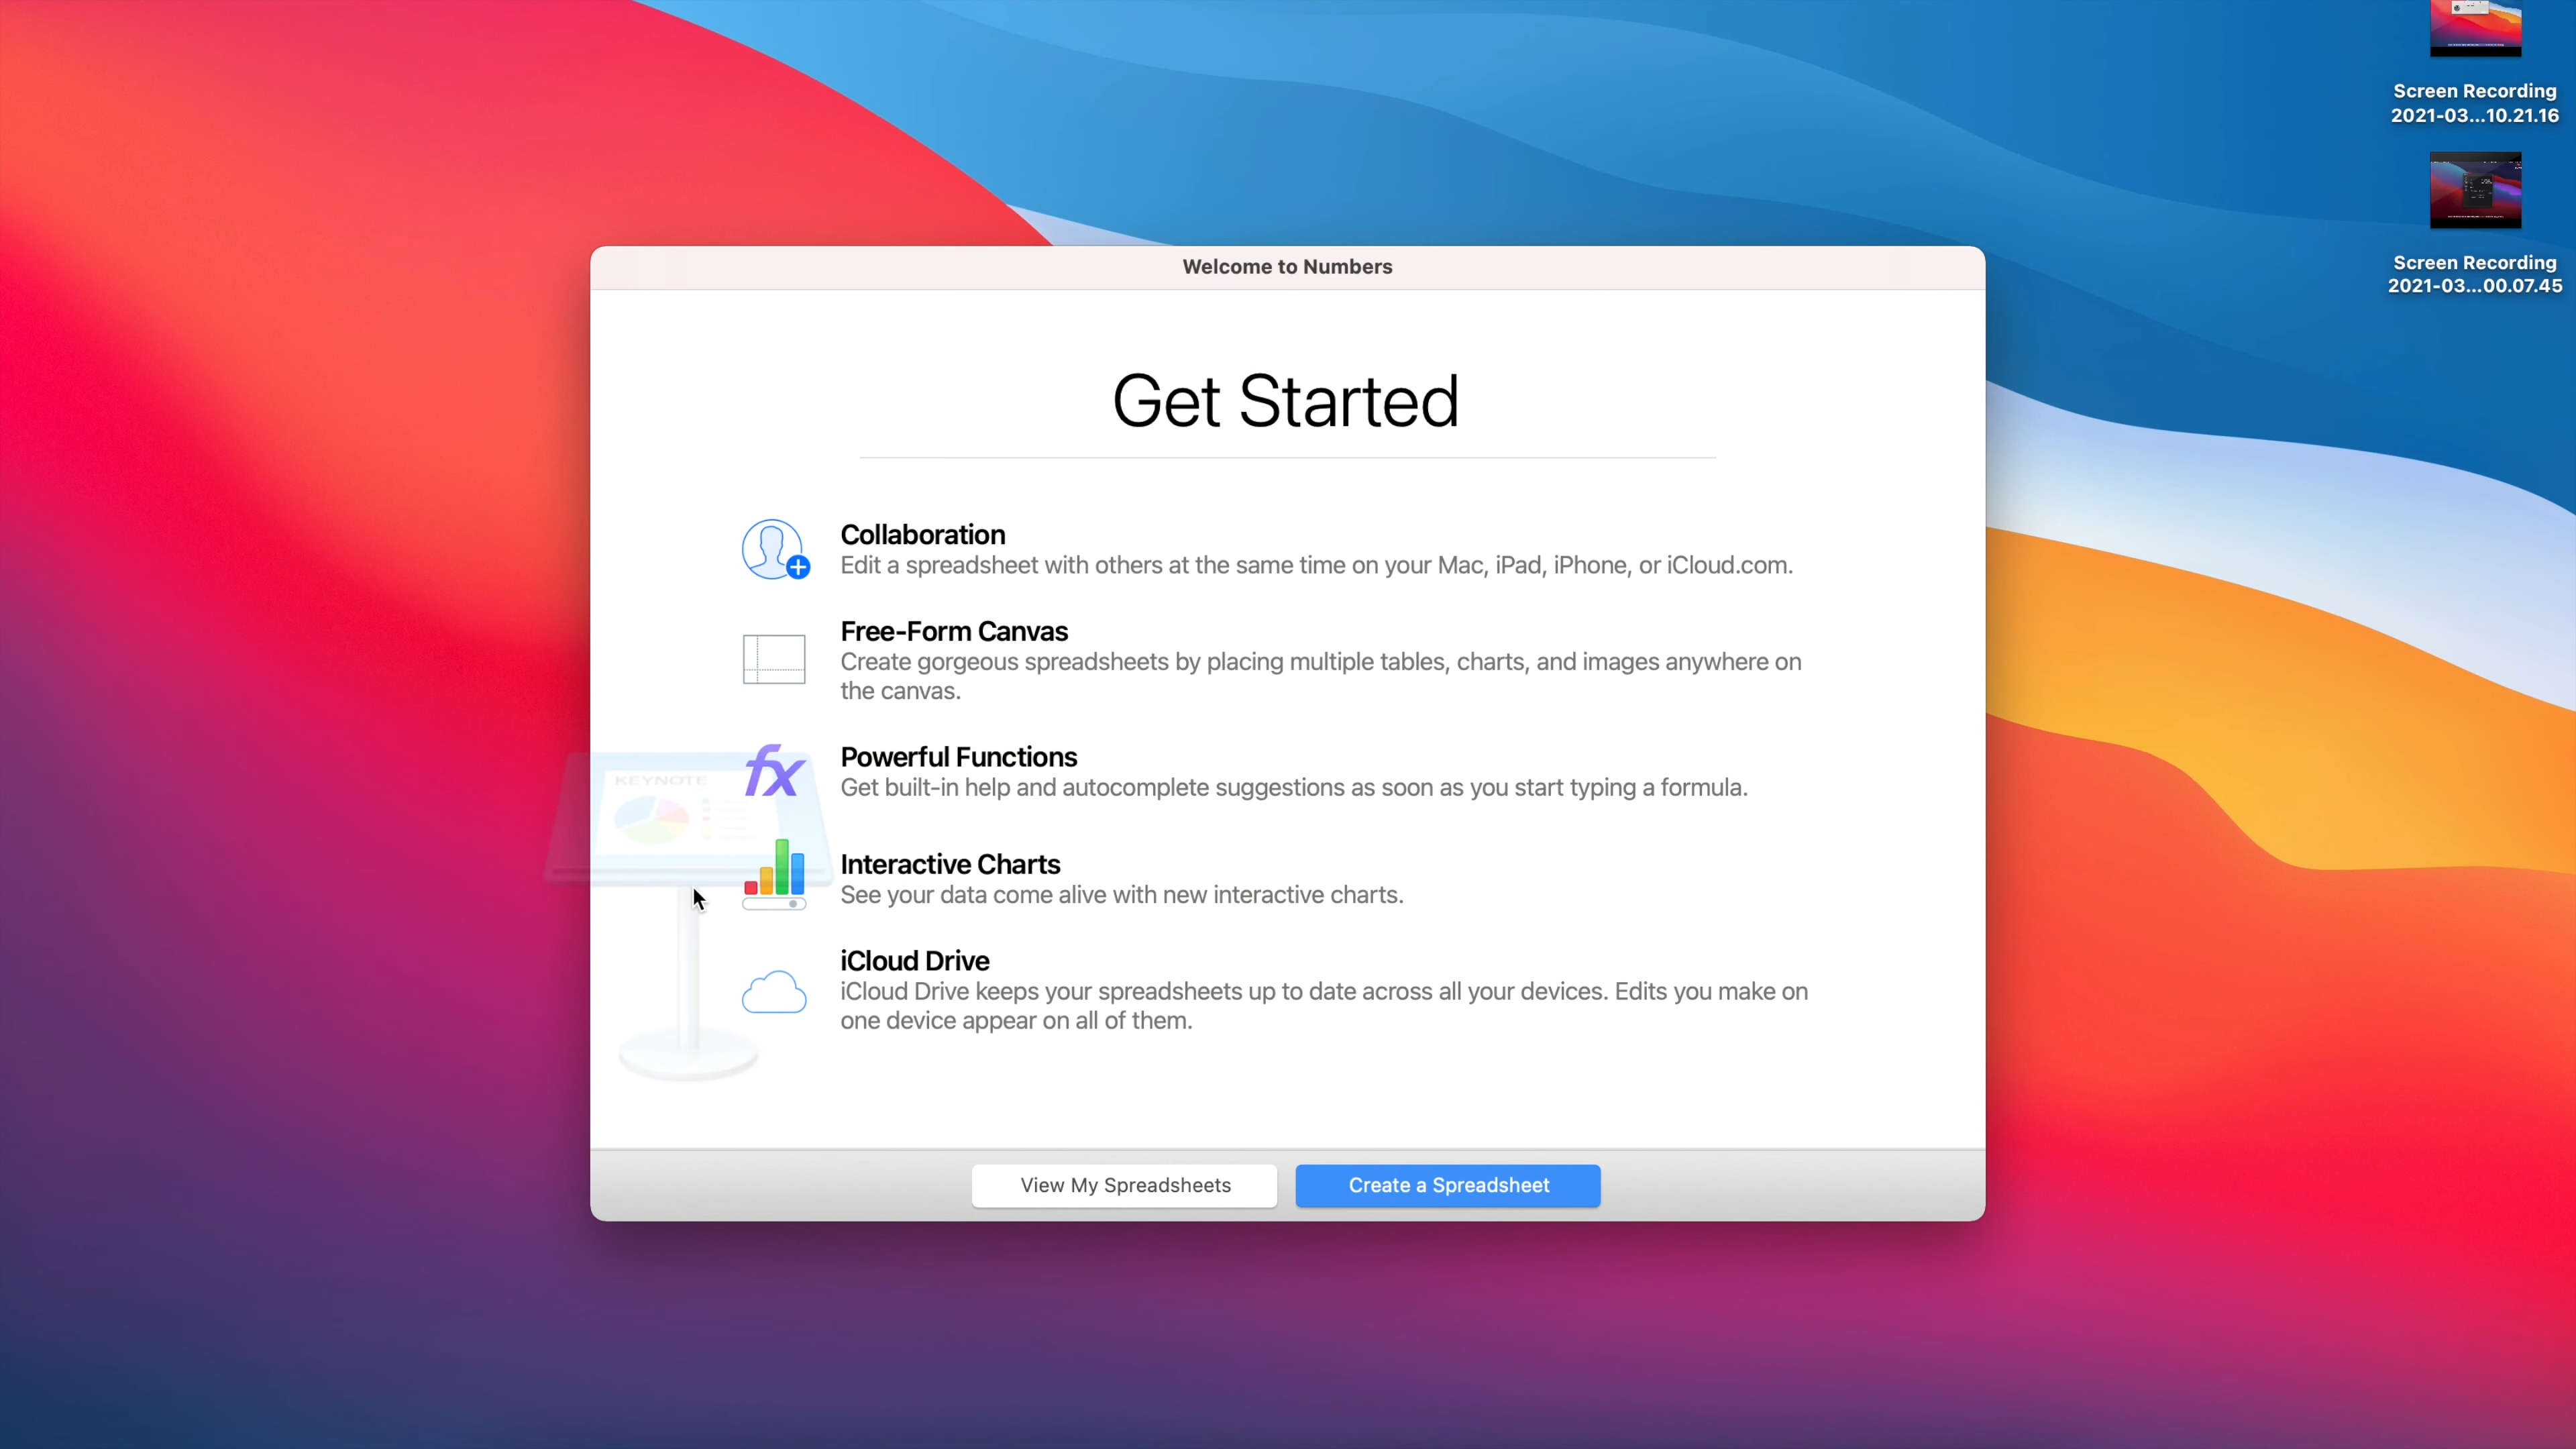 Screen Recording
2021-03...10.21.16
Screen Recording
2021-03...00.07.45
Welcome to Numbers
Get Started
Collaboration
Edit a spreadsheet with others at the same time on your Mac, iPad, iPhone, or iCloud.com.
Free-Form Canvas
Create gorgeous spreadsheets by placing multiple tables, charts, and images anywhere on
the canvas.
fx
Powerful Functions
Get built-in help and autocomplete suggestions as soon as you start typing a formula.
KEYNOTE
Interactive Charts
See your data come alive with new interactive charts.
iCloud Drive
iCloud Drive keeps your spreadsheets up to date across all your devices. Edits you make on
one device appear on all of them.
View My Spreadsheets
Create a Spreadsheet